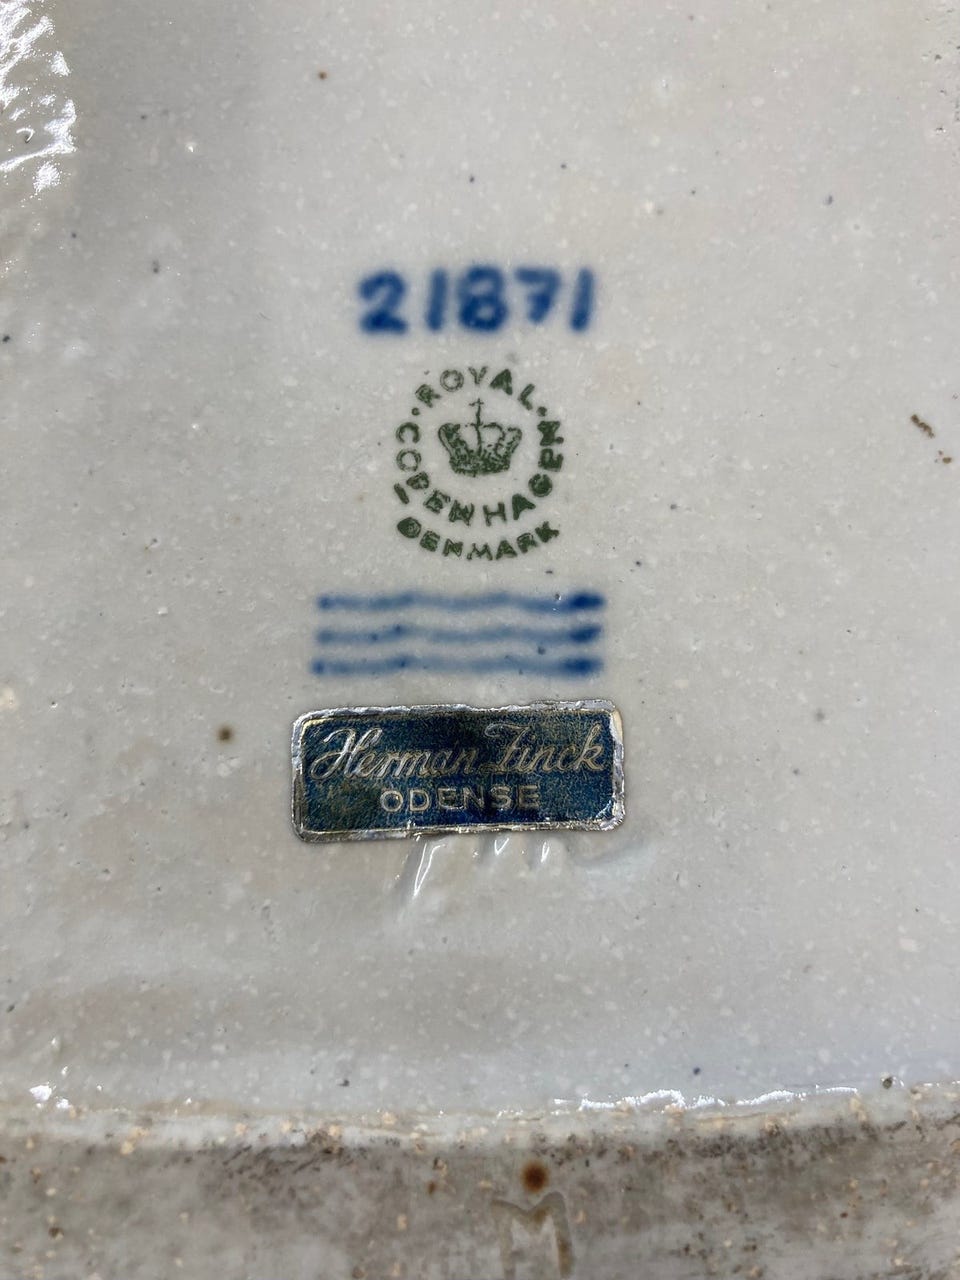 21871
ROYAL
COPENHAGEN
DENMARK
Herman Finck
ODENSE
M